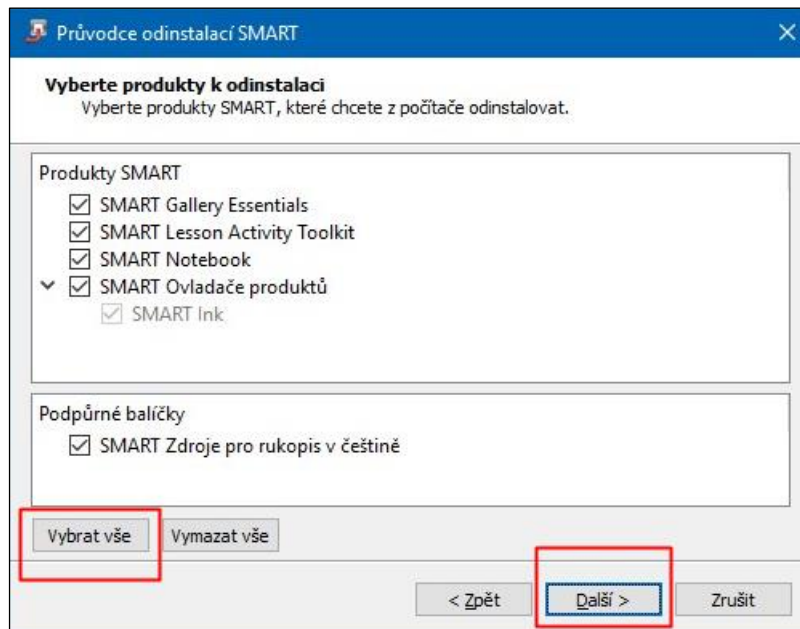 Průvodce odinstalací SMART
Vyberte produkty k odinstalaci
Vyberte produkty SMART, které chcete z počítače odinstalovat.
Produkty SMART
SMART Gallery Essentials
SMART Lesson Activity Toolkit
SMART Notebook
SMART Ovladače produktů
SMART Ink
Podpůrné balíčky
SMART Zdroje pro rukopis v češtině
Vybrat vše Vymazat vše
< Zpět Další > Zrušit